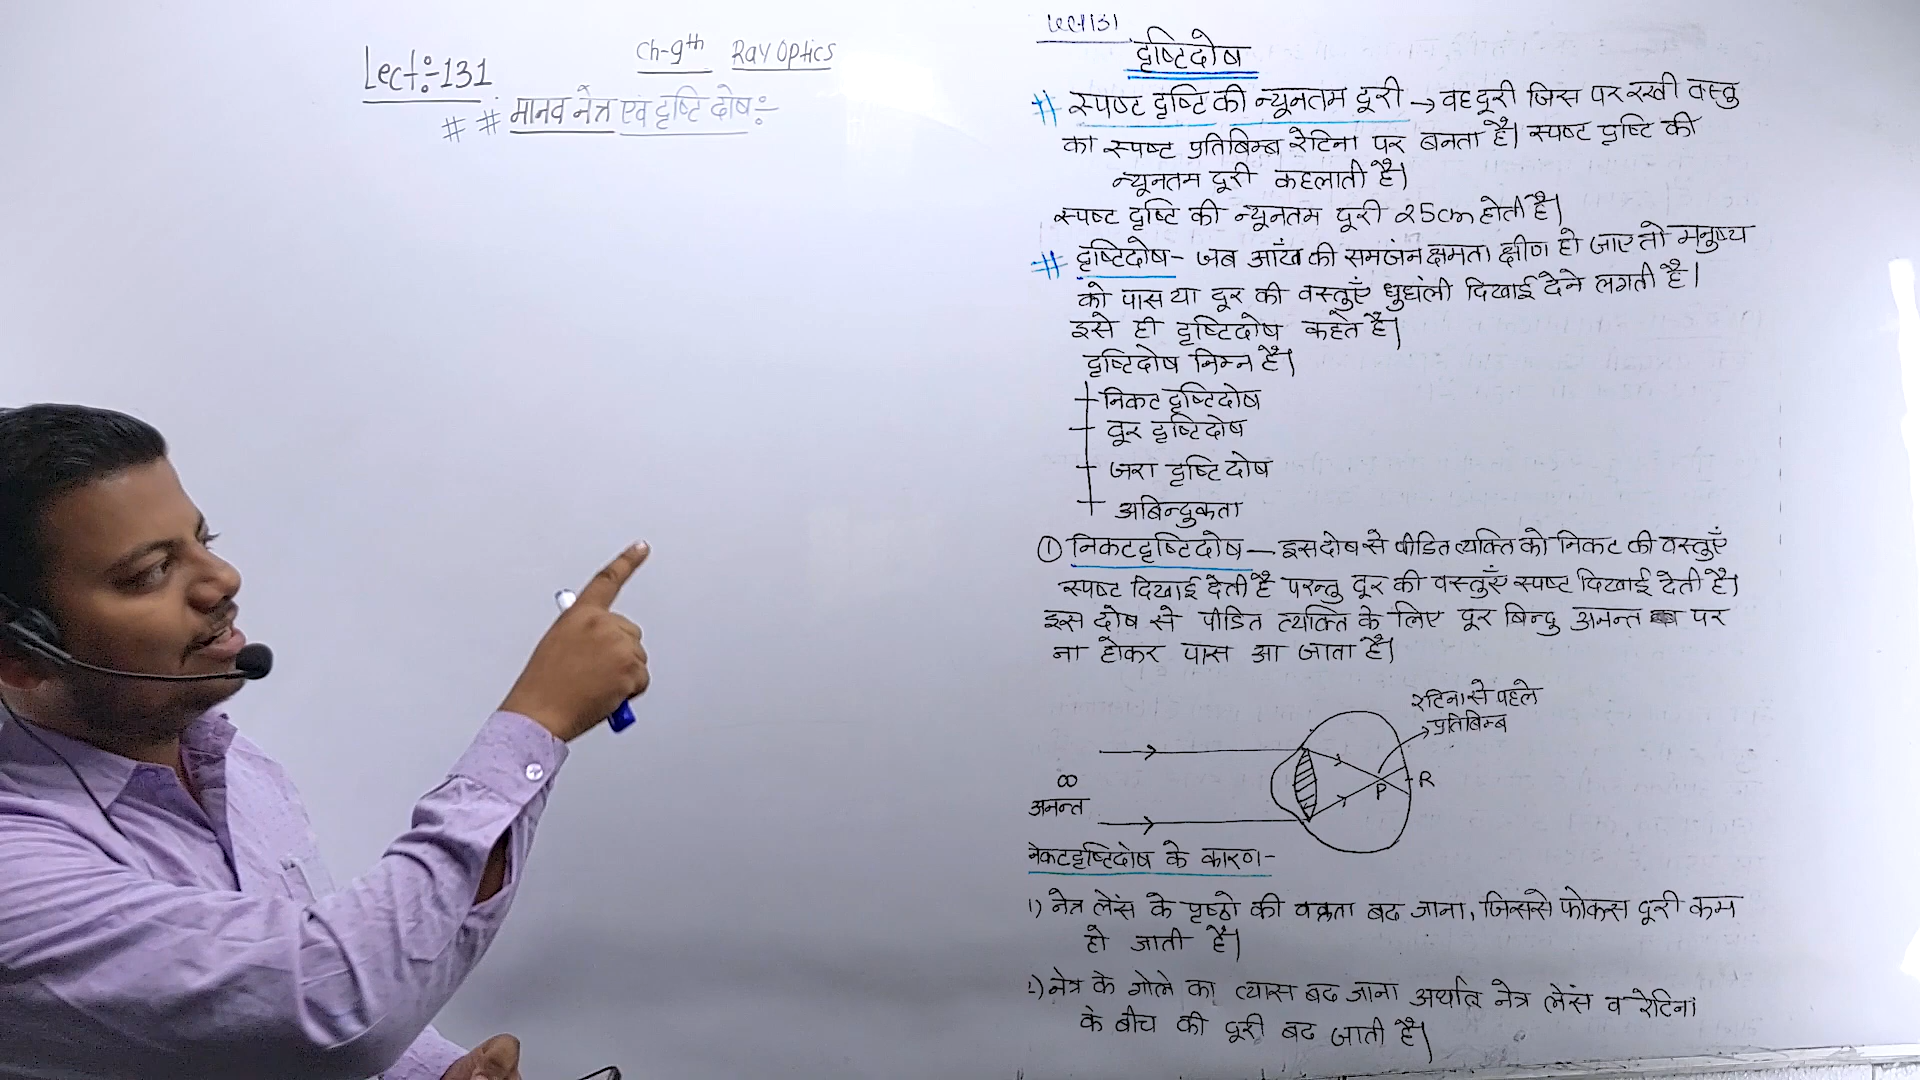 Lect:-131
Ch-9th Ray Optics
# # मानव नेत्र एवं दृष्टि दोष:-
Lect131
दृष्टिदोष
# स्पष्ट दृष्टि की न्यूनतम दूरी → वह दूरी जिस पर रखी वस्तु
का स्पष्ट प्रतिबिम्ब रेटिना पर बनता है। स्पष्ट दृष्टि की
न्यूनतम दूरी कहलाती है।
स्पष्ट दृष्टि की न्यूनतम दूरी 25cm होती है।
# दृष्टिदोष - जब आँख की समजंन क्षमता क्षीण हो जाए तो मनुष्य
को पास या दूर की वस्तुएँ धुधंली दिखाई देने लगती है।
इसे ही दृष्टिदोष कहते है।
दृष्टिदोष निम्न है।
निकट दृष्टिदोष
दूर दृष्टिदोष
जरा दृष्टि दोष
अबिन्दुकता
① निकटदृष्टिदोष — इस दोष से पीडित व्यक्ति को निकट की वस्तुएँ
स्पष्ट दिखाई देती है परन्तु दूर की वस्तुएँ स्पष्ट दिखाई देती है।
इस दोष से पीडित व्यक्ति के लिए दूर बिन्दु अनन्त पर
ना होकर पास आ जाता है।
रेटिना से पहले
प्रतिबिम्ब
∞
अनन्त
P
R
निकटदृष्टिदोष के कारण-
1) नेत्र लेंस के पृष्ठो की वक्रता बढ जाना, जिससे फोकस दूरी कम
हो जाती है।
2) नेत्र के गोले का व्यास बढ जाना अर्थात नेत्र लेंस व रेटिना
के बीच की दूरी बढ जाती है।